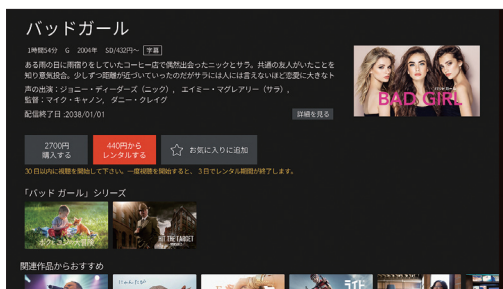 バッドガール
1時間54分 G 2004年 SD/432円〜 字幕
ある雨の日に雨宿りをしていたコーヒー店で偶然出会ったニックとサラ。共通の友人がいたことを
知り意気投合。少しずつ距離が近づいていったのだがサラには人には言えないほど恋愛に大きなト
声の出演：ジョニー・ディーダーズ（ニック）， エイミー・マグレアリー（サラ）,
監督：マイク・キャノン，ダニー・クレイグ
配信終了日 :2038/01/01
詳細を見る
BAD GIRL
2700円
購入する
440円から
レンタルする
お気に入りに追加
30日以内に視聴を開始して下さい。一度視聴を開始すると、3日でレンタル期間が終了します。
「バッド ガール」シリーズ
HIT THE TARGET
関連作品からおすすめ